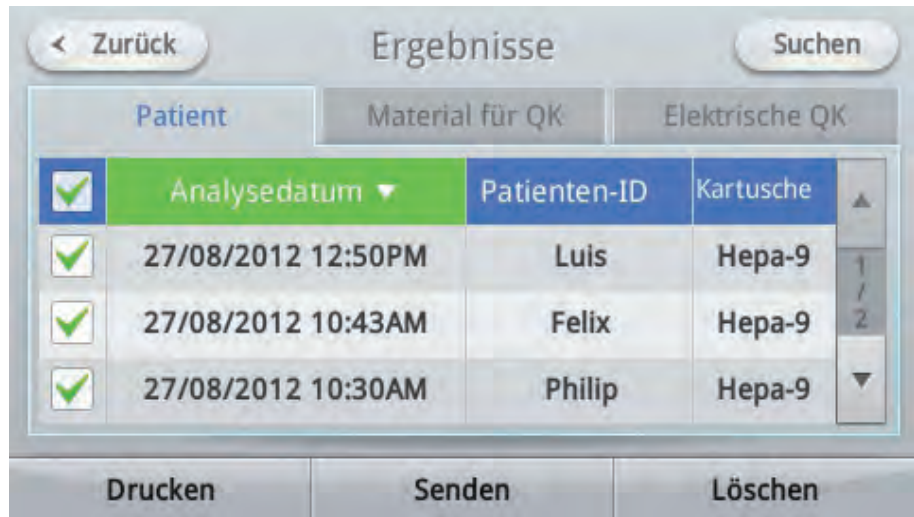 < Zurück Ergebnisse Suchen
Patient Material für QK Elektrische QK
Analysedatum ▼ Patienten-ID Kartusche
27/08/2012 12:50PM Luis Hepa-9
27/08/2012 10:43AM Felix Hepa-9
27/08/2012 10:30AM Philip Hepa-9
1
/
2
Drucken Senden Löschen